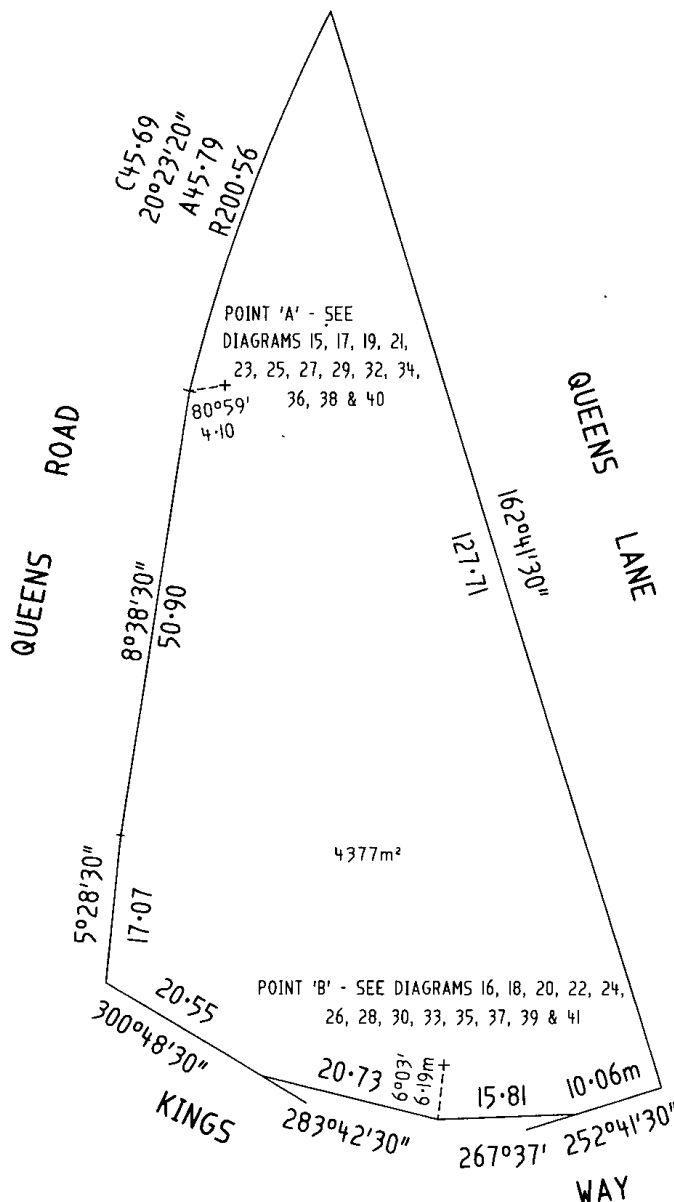 C45·69
20°23'20"
A45·79
R200·56
POINT 'A' - SEE
DIAGRAMS 15, 17, 19, 21,
23, 25, 27, 29, 32, 34,
36, 38 & 40
80°59'
4·10
QUEENS ROAD
QUEENS LANE
162°41'30"
127·71
8°38'30"
50·90
4377m²
5°28'30"
17·07
POINT 'B' - SEE DIAGRAMS 16, 18, 20, 22, 24,
26, 28, 30, 33, 35, 37, 39 & 41
20·55
300°48'30"
20·73
283°42'30"
6°03'
6·19m
15·81
267°37'
10·06m
252°41'30"
KINGS WAY